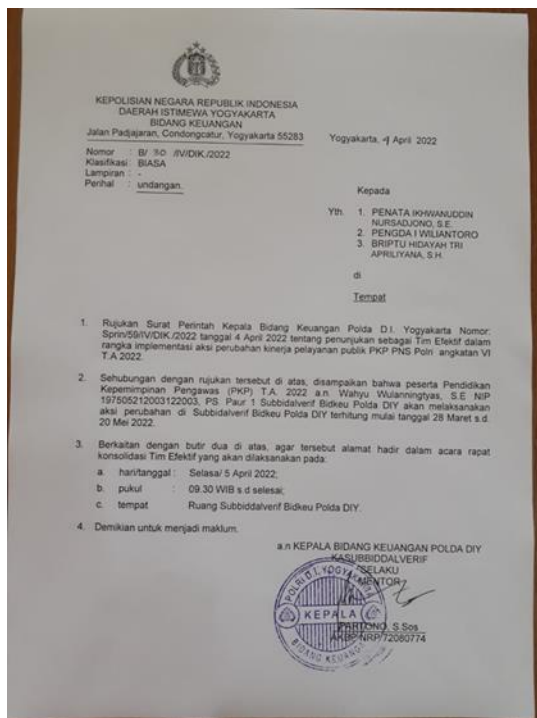 KEPOLISIAN NEGARA REPUBLIK INDONESIA
DAERAH ISTIMEWA YOGYAKARTA
BIDANG KEUANGAN
Jalan Padjajaran, Condongcatur, Yogyakarta 55283
Yogyakarta, 4 April 2022
Nomor : B/ /IV/DIK./2022
Klasifikasi : BIASA
Lampiran : -
Perihal : undangan.
Kepada
Yth. 1. PENATA IKHWANUDDIN
NURSADJONO, S.E.
2. PENGDA I WILIANTORO
3. BRIPTU HIDAYAH TRI
APRILIYANA, S.H.
di
Tempat
1. Rujukan Surat Perintah Kepala Bidang Keuangan Polda D.I. Yogyakarta Nomor:
Sprin/59/IV/DIK./2022 tanggal 4 April 2022 tentang penunjukan sebagai Tim Efektif dalam
rangka implementasi aksi perubahan kinerja pelayanan publik PKP PNS Polri angkatan VI
T.A 2022.
2. Sehubungan dengan rujukan tersebut di atas, disampaikan bahwa peserta Pendidikan
Kepemimpinan Pengawas (PKP) T.A. 2022 a.n. Wahyu Wulanningtyas, S.E NIP
197505212003122003, PS. Paur 1 Subbidalverif Bidkeu Polda DIY akan melaksanakan
aksi perubahan di Subbidalverif Bidkeu Polda DIY terhitung mulai tanggal 28 Maret s.d.
20 Mei 2022.
3. Berkaitan dengan butir dua di atas, agar tersebut alamat hadir dalam acara rapat
konsolidasi Tim Efektif yang akan dilaksanakan pada:
a. hari/tanggal : Selasa/ 5 April 2022;
b. pukul : 09.30 WIB s.d selesai;
c. tempat Ruang Subbiddalverif Bidkeu Polda DIY.
4. Demikian untuk menjadi maklum.
a.n KEPALA BIDANG KEUANGAN POLDA DIY
KASUBBIDDALVERIF
SELAKU
MENTOR
POLRI D.I. YOGYAKARTA
KEPALA
BIDANG KEUANGAN
PARTONO, S.Sos
AKBP NRP 72080774